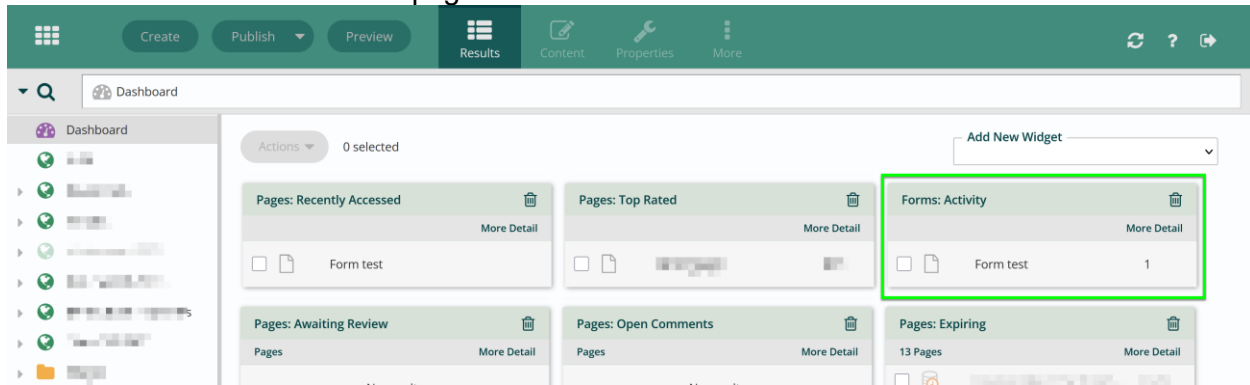 pag
Create Publish Preview Results Content Properties More ?
Dashboard
Dashboard
Actions 0 selected
Add New Widget
Pages: Recently Accessed
More Detail
Form test
Pages: Top Rated
More Detail
Forms: Activity
More Detail
Form test 1
s
Pages: Awaiting Review
Pages More Detail
Pages: Open Comments
Pages More Detail
Pages: Expiring
13 Pages More Detail